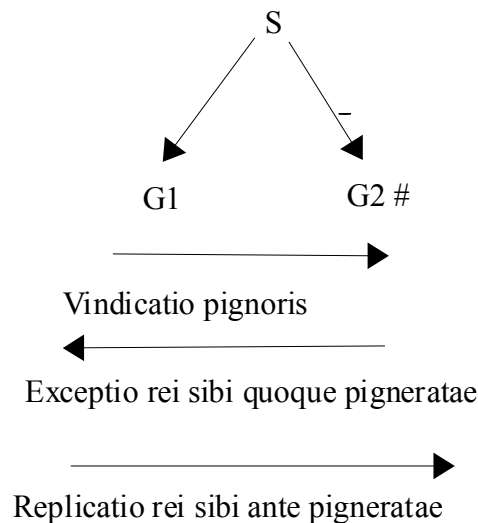 S
–
G1 G2 #
Vindicatio pignoris
Exceptio rei sibi quoque pigneratae
Replicatio rei sibi ante pigneratae